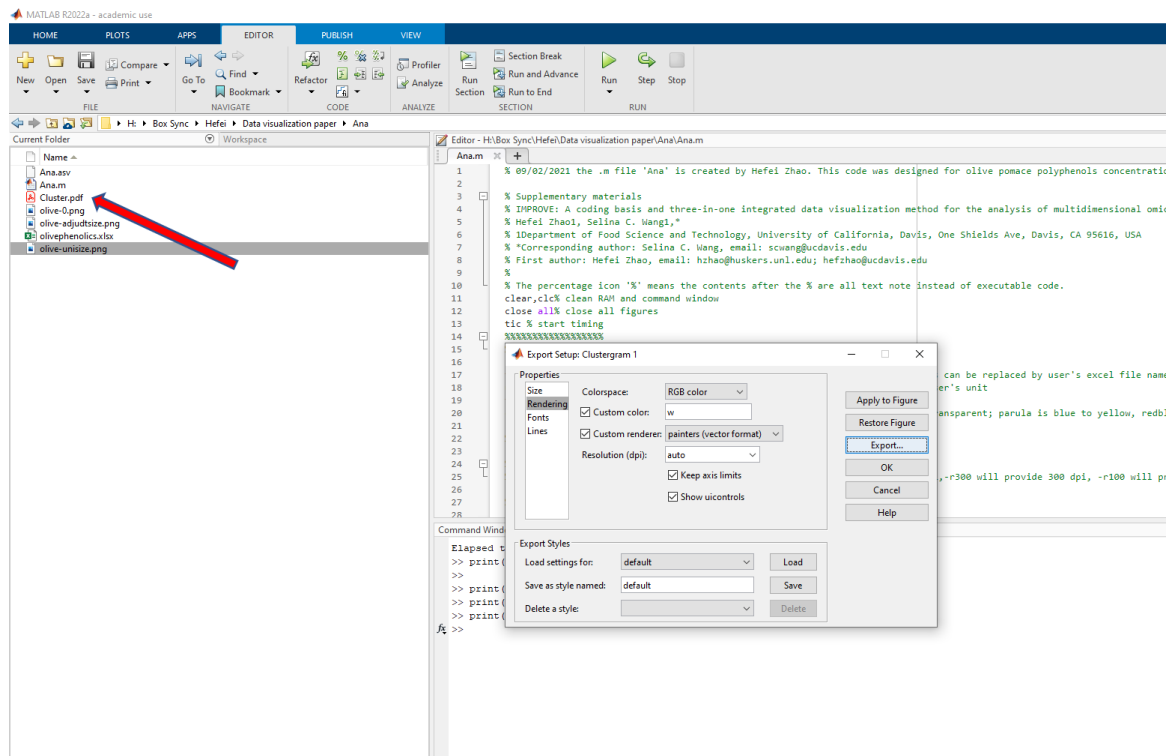 MATLAB R2022a - academic use
HOME PLOTS APPS EDITOR PUBLISH VIEW
New Open Save Compare Print Go To Find Bookmark Refactor Profiler Analyze Run Section Section Break Run and Advance Run to End Run Step Stop
FILE NAVIGATE CODE ANALYZE SECTION RUN
H: Box Sync Hefei Data visualization paper Ana
Current Folder Workspace
Name
Ana.asv
Ana.m
Cluster.pdf
olive-0.png
olive-adjudtsize.png
olivephenolics.xlsx
olive-unisize.png
Editor - H:\Box Sync\Hefei\Data visualization paper\Ana\Ana.m
Ana.m
1 % 09/02/2021 the .m file 'Ana' is created by Hefei Zhao. This code was designed for olive pomace polyphenols concentratio
2
3 % Supplementary materials
4 % IMPROVE: A coding basis and three-in-one integrated data visualization method for the analysis of multidimensional omic
5 % Hefei Zhao1, Selina C. Wang1,*
6 % 1Department of Food Science and Technology, University of California, Davis, One Shields Ave, Davis, CA 95616, USA
7 % *Corresponding author: Selina C. Wang, email: scwang@ucdavis.edu
8 % First author: Hefei Zhao, email: hzhao@huskers.unl.edu; hefzhao@ucdavis.edu
9 %
10 % The percentage icon '%' means the contents after the % are all text note instead of executable code.
11 clear,clc% clean RAM and command window
12 close all% close all figures
13 tic % start timing
14 %%%%%%%%%%%%%%%%%%
15
16
17 can be replaced by user's excel file name
18 er's unit
19
20 ansparent; parula is blue to yellow, redbl
21
22
23
24
25 ,-r300 will provide 300 dpi, -r100 will pr
26
27
28
Export Setup: Clustergram 1
Properties
Size
Rendering
Fonts
Lines
Colorspace: RGB color
Custom color: w
Custom renderer: painters (vector format)
Resolution (dpi): auto
Keep axis limits
Show uicontrols
Apply to Figure
Restore Figure
Export...
OK
Cancel
Help
Export Styles
Load settings for: default Load
Save as style named: default Save
Delete a style: Delete
Command Wind
Elapsed t
>> print(
>>
>> print(
>> print(
>> print(
fx >>